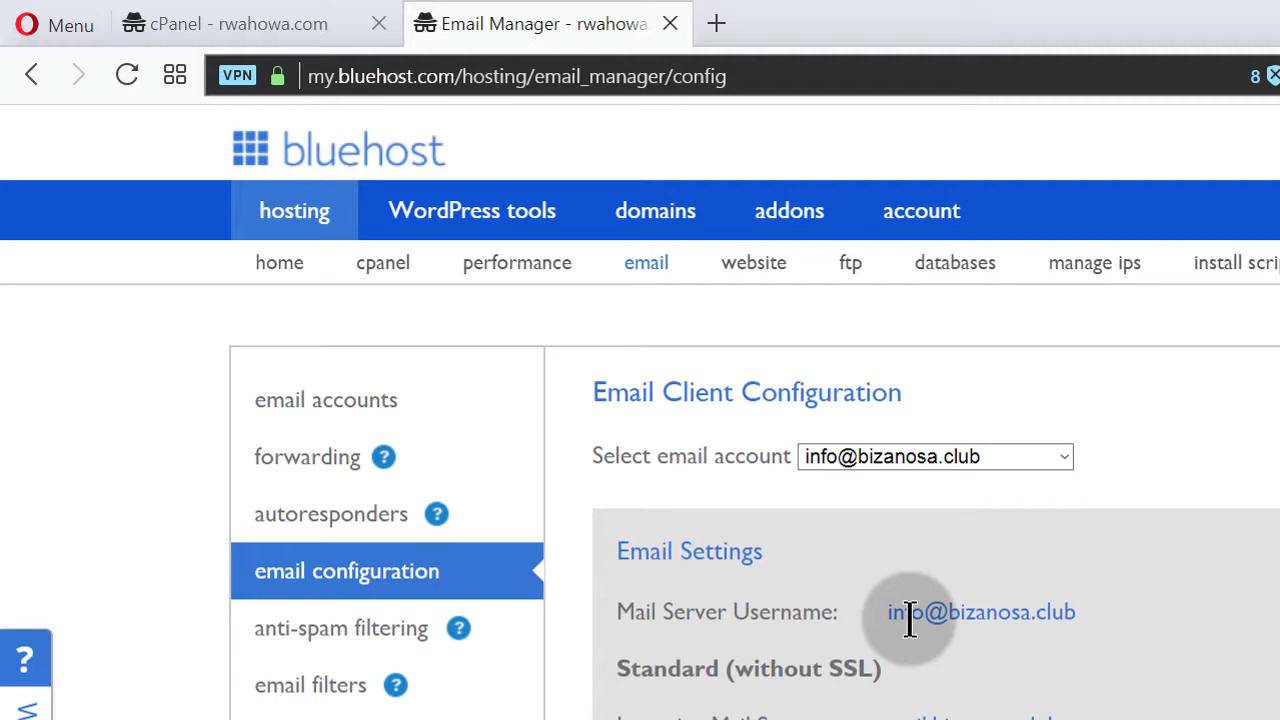 Menu
cPanel - rwahowa.com
Email Manager - rwahowa
VPN
my.bluehost.com/hosting/email_manager/config
8
bluehost
hosting WordPress tools domains addons account
home cpanel performance email website ftp databases manage ips install scri
email accounts
forwarding ?
autoresponders ?
email configuration
anti-spam filtering ?
email filters ?
Email Client Configuration
Select email account info@bizanosa.club
Email Settings
Mail Server Username: info@bizanosa.club
Standard (without SSL)
?